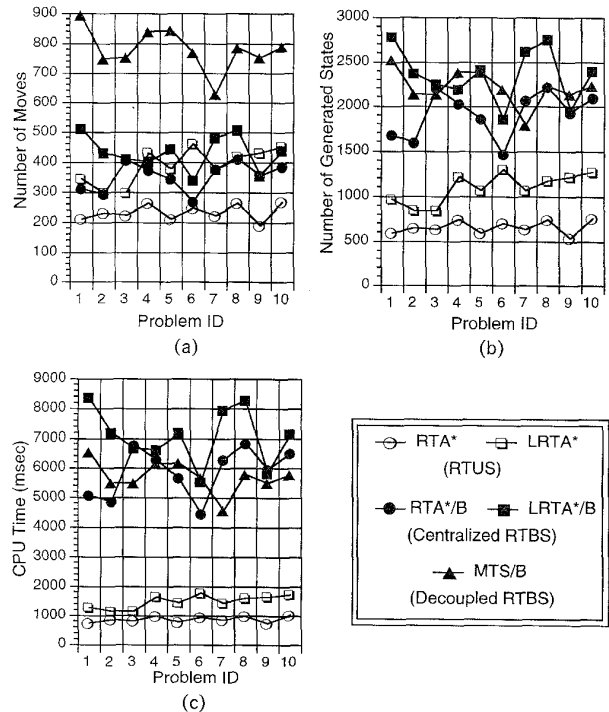 900
800
700
600
500
400
300
200
100
0
Number of Moves
1 2 3 4 5 6 7 8 9 10
Problem ID
(a)
3000
2500
2000
1500
1000
500
0
Number of Generated States
1 2 3 4 5 6 7 8 9 10
Problem ID
(b)
9000
8000
7000
6000
5000
4000
3000
2000
1000
0
CPU Time (msec)
1 2 3 4 5 6 7 8 9 10
Problem ID
(c)
RTA* LRTA*
(RTUS)
RTA*/B LRTA*/B
(Centralized RTBS)
MTS/B
(Decoupled RTBS)